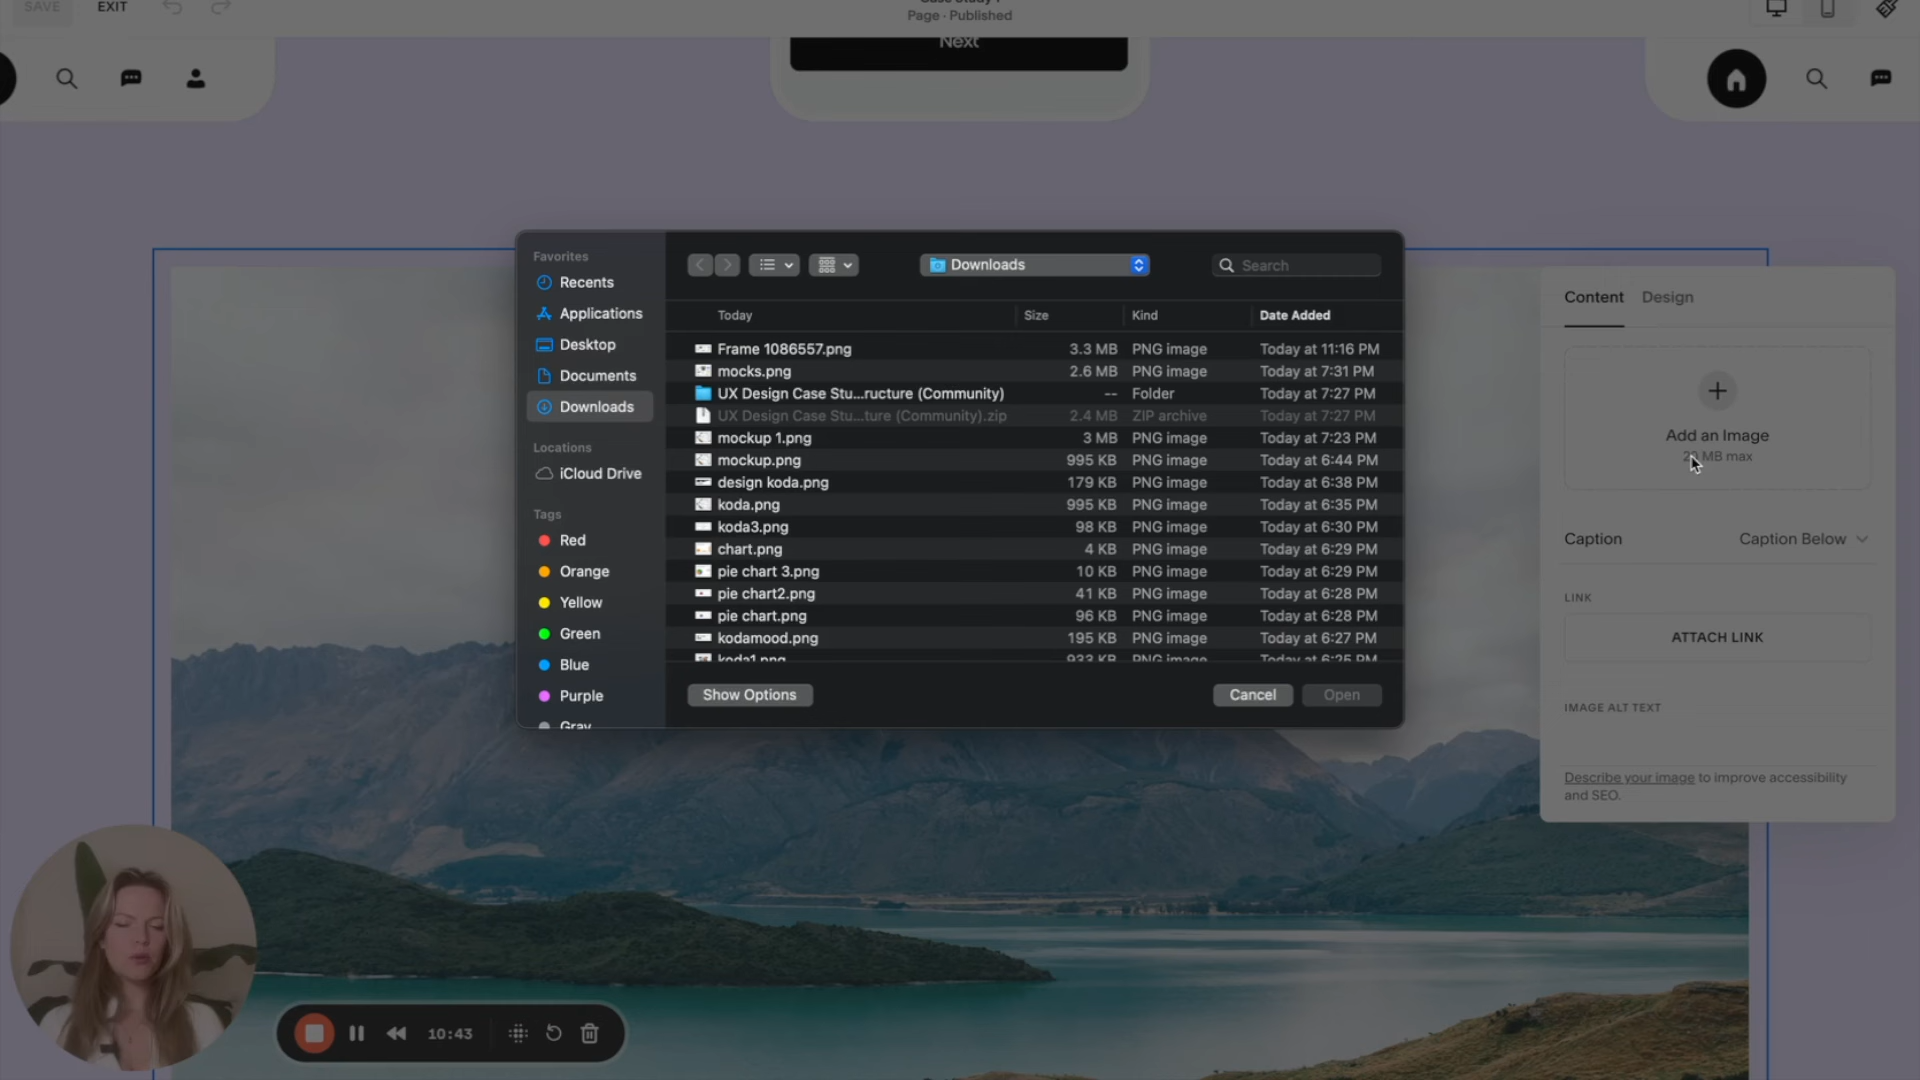 SAVE
EXIT
Page · Published
Next
Favorites
Recents
Applications
Desktop
Documents
Downloads
Locations
iCloud Drive
Tags
Red
Orange
Yellow
Green
Blue
Purple
Gray
Downloads
Search
Today Size Kind Date Added
Frame 1086557.png 3.3 MB PNG image Today at 11:16 PM
mocks.png 2.6 MB PNG image Today at 7:31 PM
UX Design Case Stu...ructure (Community) -- Folder Today at 7:27 PM
UX Design Case Stu...ture (Community).zip 2.4 MB ZIP archive Today at 7:27 PM
mockup 1.png 3 MB PNG image Today at 7:23 PM
mockup.png 995 KB PNG image Today at 6:44 PM
design koda.png 179 KB PNG image Today at 6:38 PM
koda.png 995 KB PNG image Today at 6:35 PM
koda3.png 98 KB PNG image Today at 6:30 PM
chart.png 4 KB PNG image Today at 6:29 PM
pie chart 3.png 10 KB PNG image Today at 6:29 PM
pie chart2.png 41 KB PNG image Today at 6:28 PM
pie chart.png 96 KB PNG image Today at 6:28 PM
kodamood.png 195 KB PNG image Today at 6:27 PM
koda1.png 933 KB PNG image Today at 6:25 PM
Show Options
Cancel
Open
Content
Design
Add an Image
MB max
Caption
Caption Below
LINK
ATTACH LINK
IMAGE ALT TEXT
Describe your image to improve accessibility
and SEO.
10:43